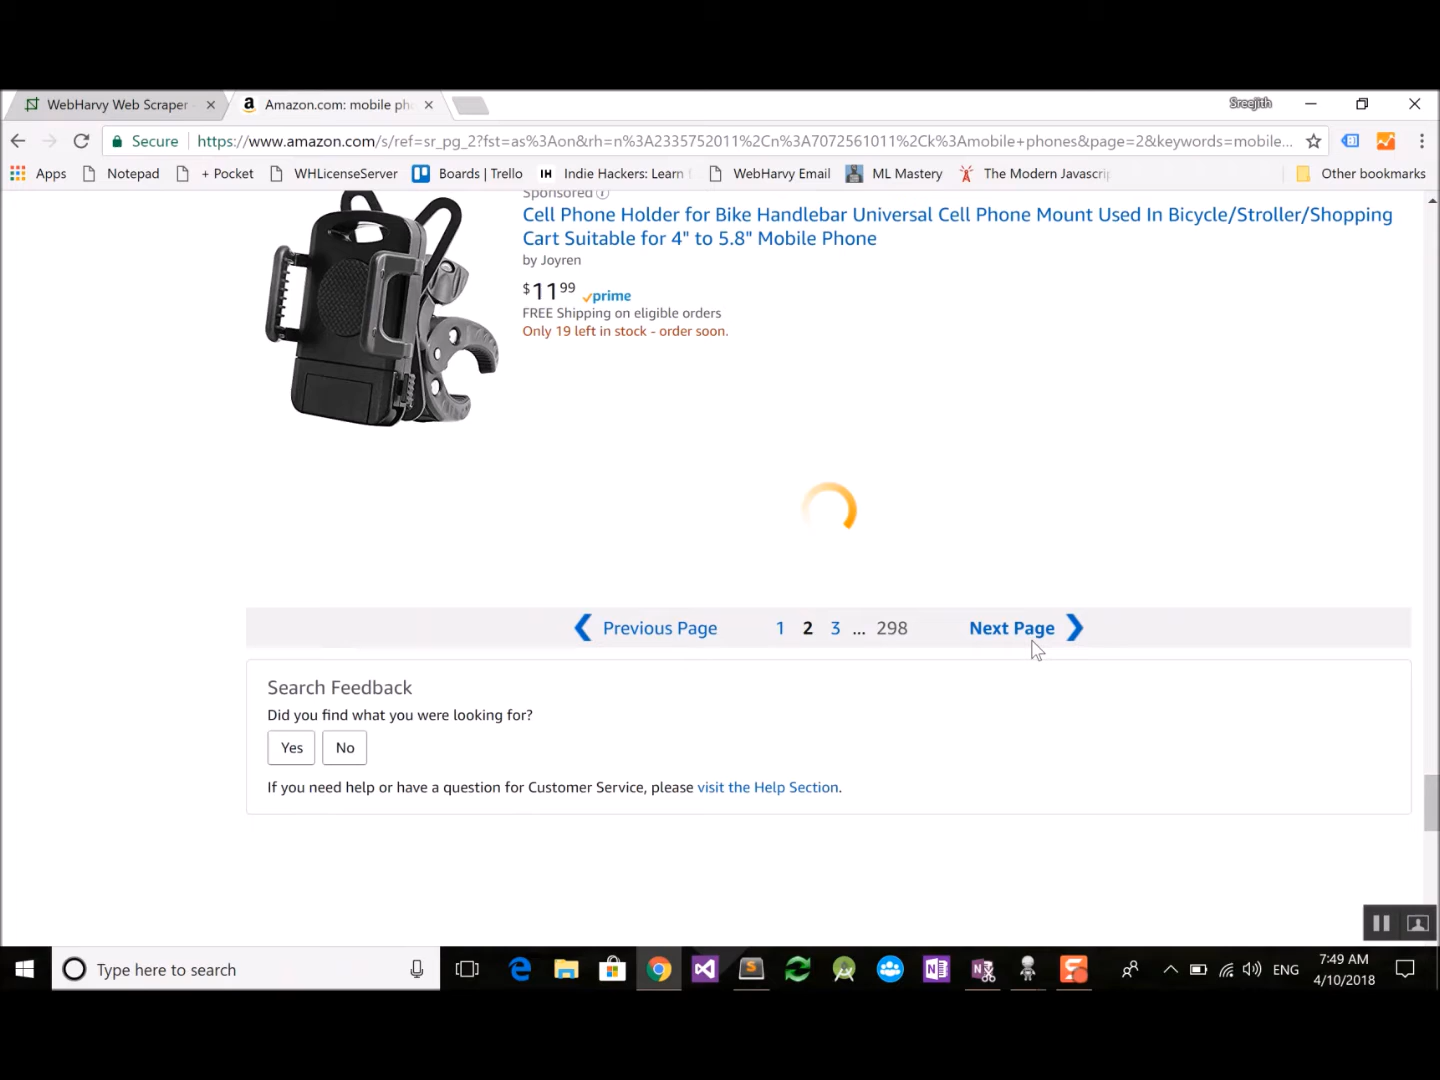 WebHarvy Web Scraper
Amazon.com: mobile ph
Sreejith
Secure
https://www.amazon.com/s/ref=sr_pg_2?fst=as%3Aon&rh=n%3A2335752011%2Cn%3A7072561011%2Ck%3Amobile+phones&page=2&keywords=mobile...
Apps Notepad + Pocket WHLicenseServer Boards | Trello IH Indie Hackers: Learn WebHarvy Email ML Mastery The Modern Javascrip Other bookmarks
Sponsored
Cell Phone Holder for Bike Handlebar Universal Cell Phone Mount Used In Bicycle/Stroller/Shopping
Cart Suitable for 4" to 5.8" Mobile Phone
by Joyren
$11.99 prime
FREE Shipping on eligible orders
Only 19 left in stock - order soon.
Previous Page 1 2 3 ... 298 Next Page
Search Feedback
Did you find what you were looking for?
Yes No
If you need help or have a question for Customer Service, please visit the Help Section.
Type here to search
ENG
7:49 AM
4/10/2018